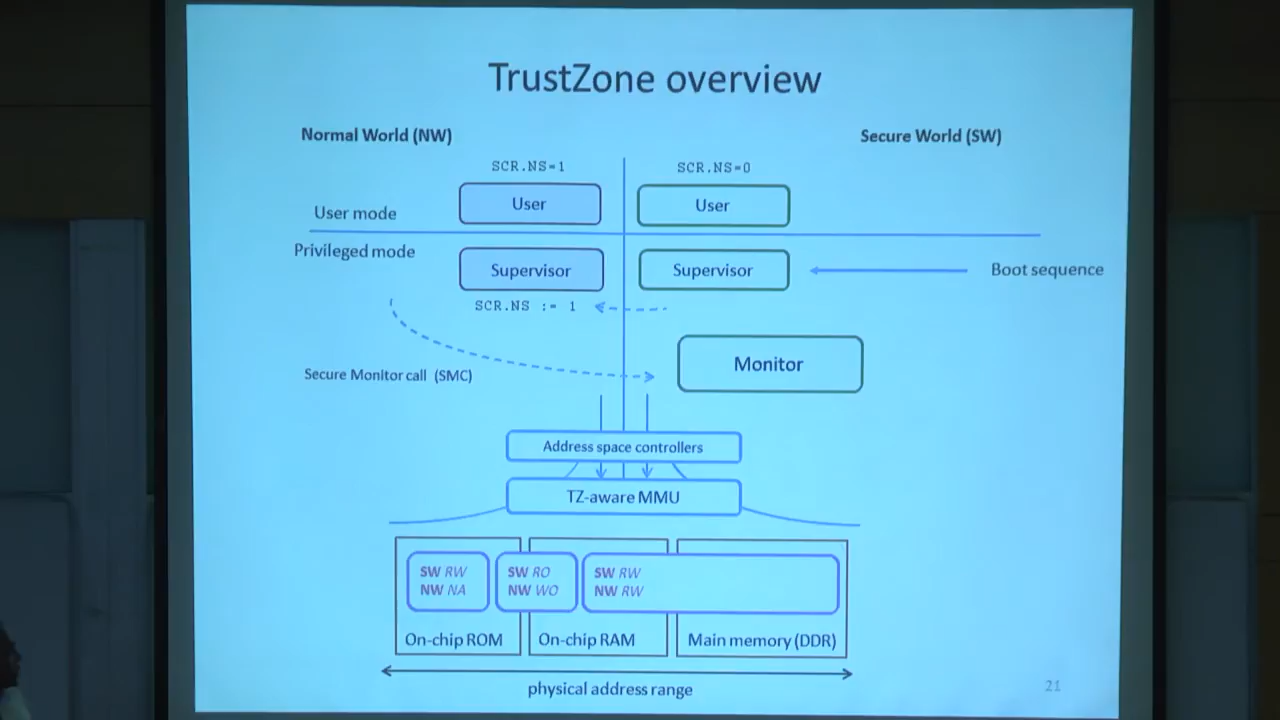 TrustZone overview
Normal World (NW)
Secure World (SW)
SCR.NS=1
SCR.NS=0
User
User
User mode
Privileged mode
Supervisor
Supervisor
Boot sequence
SCR.NS := 1
Monitor
Secure Monitor call (SMC)
Address space controllers
TZ-aware MMU
SW RW
NW NA
SW RO
NW WO
SW RW
NW RW
On-chip ROM
On-chip RAM
Main memory (DDR)
physical address range
21